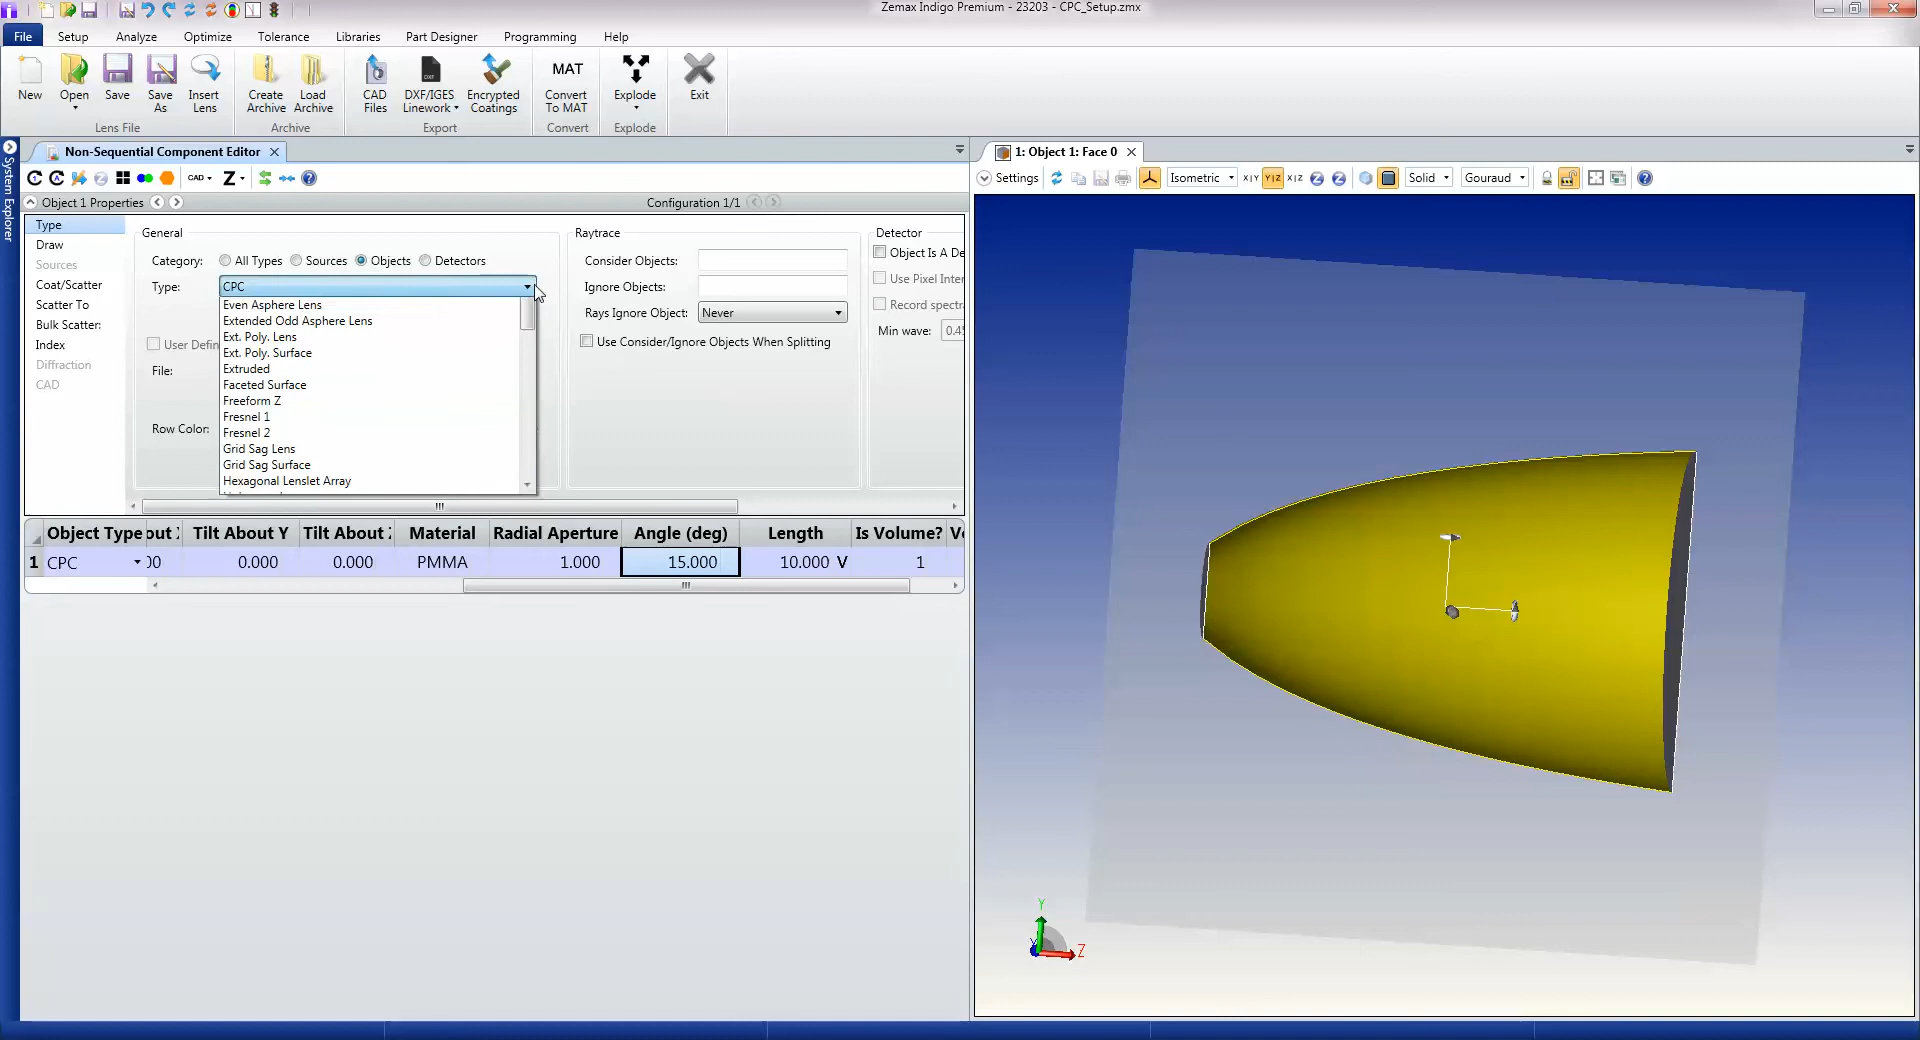 Zemax Indigo Premium - 23203 - CPC_Setup.zmx
File Setup Analyze Optimize Tolerance Libraries Part Designer Programming Help
New Open Save Save As Insert Lens Create Archive Load Archive CAD Files DXF/IGES Linework Encrypted Coatings MAT Convert To MAT Explode Exit
Lens File Archive Export Convert Explode
System Explorer
Non-Sequential Component Editor
1: Object 1: Face 0
CAD Z
Settings Isometric X|Y Y|Z X|Z Solid Gouraud
Object 1 Properties Configuration 1/1
Type
Draw
Sources
Coat/Scatter
Scatter To
Bulk Scatter:
Index
Diffraction
CAD
General
Category: All Types Sources Objects Detectors
Type: CPC
Even Asphere Lens
Extended Odd Asphere Lens
Ext. Poly. Lens
Ext. Poly. Surface
Extruded
Faceted Surface
Freeform Z
Fresnel 1
Fresnel 2
Grid Sag Lens
Grid Sag Surface
Hexagonal Lenslet Array
User Defin
File:
Row Color:
Raytrace
Consider Objects:
Ignore Objects:
Rays Ignore Object: Never
Use Consider/Ignore Objects When Splitting
Detector
Object Is A De
Use Pixel Inter
Record spectra
Min wave: 0.45
Object Type Tilt About Y Tilt About Material Radial Aperture Angle (deg) Length Is Volume?
1 CPC 00 0.000 0.000 PMMA 1.000 15.000 10.000 V 1
Y
Z